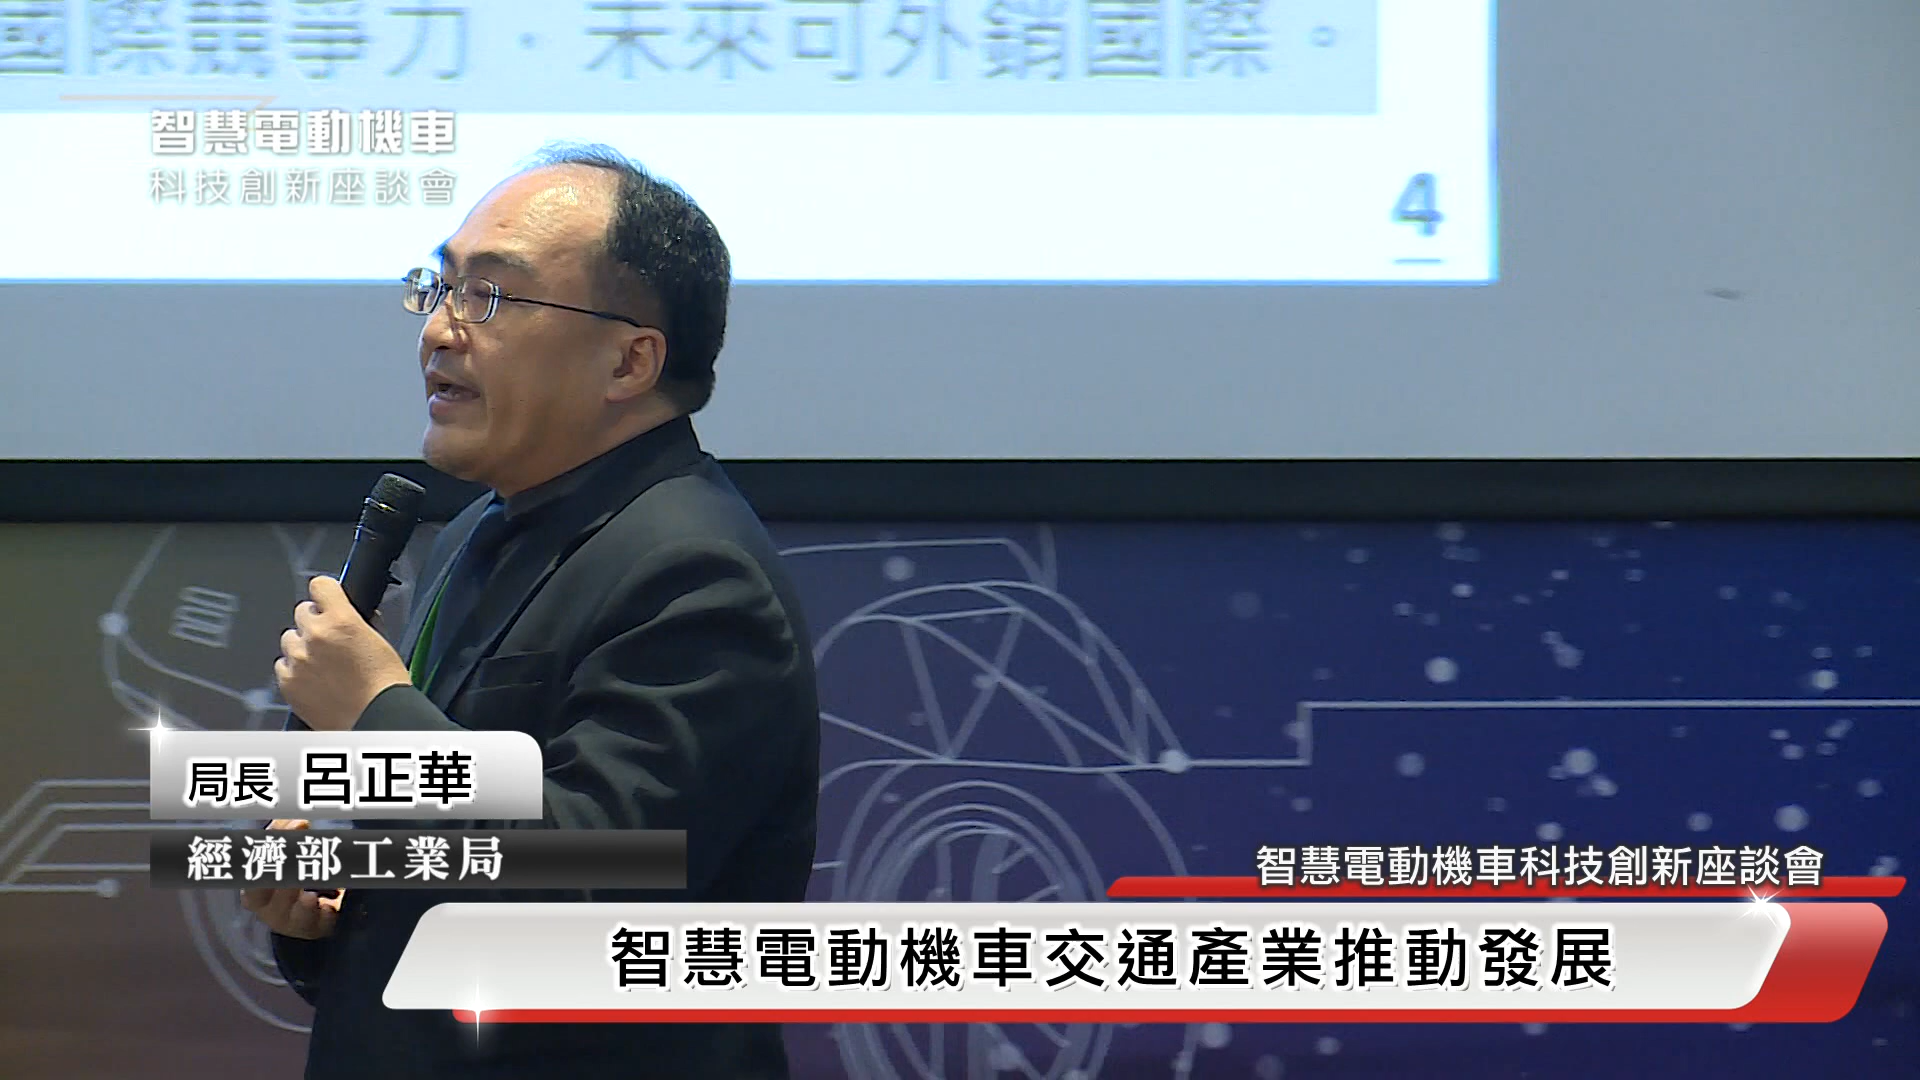 國際競爭力,未來可外銷國際。
智慧電動機車
科技創新座談會
4
局長 呂正華
經濟部工業局
智慧電動機車科技創新座談會
智慧電動機車交通產業推動發展